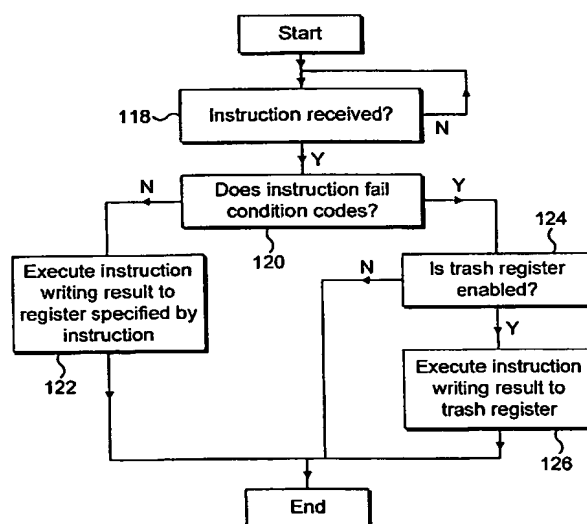 Start
118
Instruction received?
N
Y
N
Does instruction fail
condition codes?
Y
120
124
Execute instruction
writing result to
register specified by
instruction
N
Is trash register
enabled?
122
Y
Execute instruction
writing result to
trash register
126
End